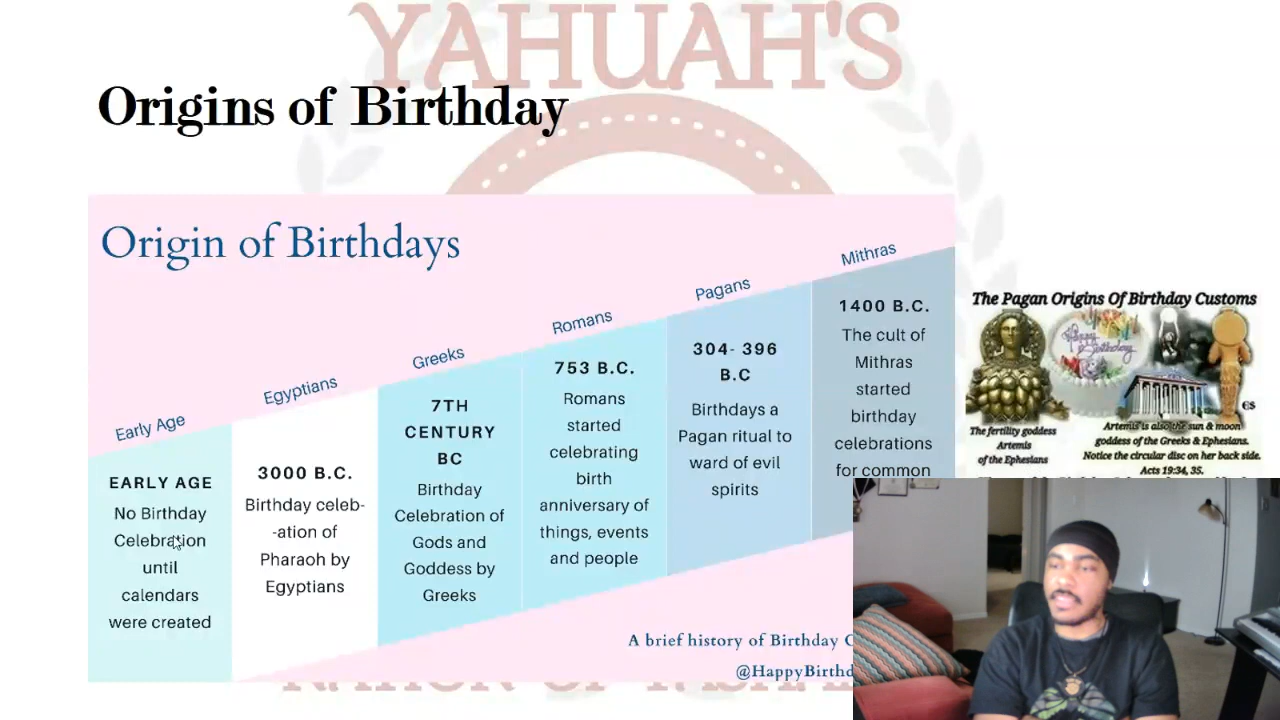 YAHUAH'S
Origins of Birthday
Origin of Birthdays
Early Age
EARLY AGE
No Birthday
Celebration
until
calendars
were created
Egyptians
3000 B.C.
Birthday celeb-
-ation of
Pharaoh by
Egyptians
Greeks
7TH
CENTURY
BC
Birthday
Celebration of
Gods and
Goddess by
Greeks
Romans
753 B.C.
Romans
started
celebrating
birth
anniversary of
things, events
and people
Pagans
304- 396
B.C
Birthdays a
Pagan ritual to
ward of evil
spirits
Mithras
1400 B.C.
The cult of
Mithras
started
birthday
celebrations
for common
A brief history of Birthday
@HappyBirthd
The Pagan Origins Of Birthday Customs
Happy
Birthday
es
The fertility goddess
Artemis
of the Ephesians
Artemis is also the sun & moon
goddess of the Greeks & Ephesians.
Notice the circular disc on her back side.
Acts 19:34, 35.
NATION OF